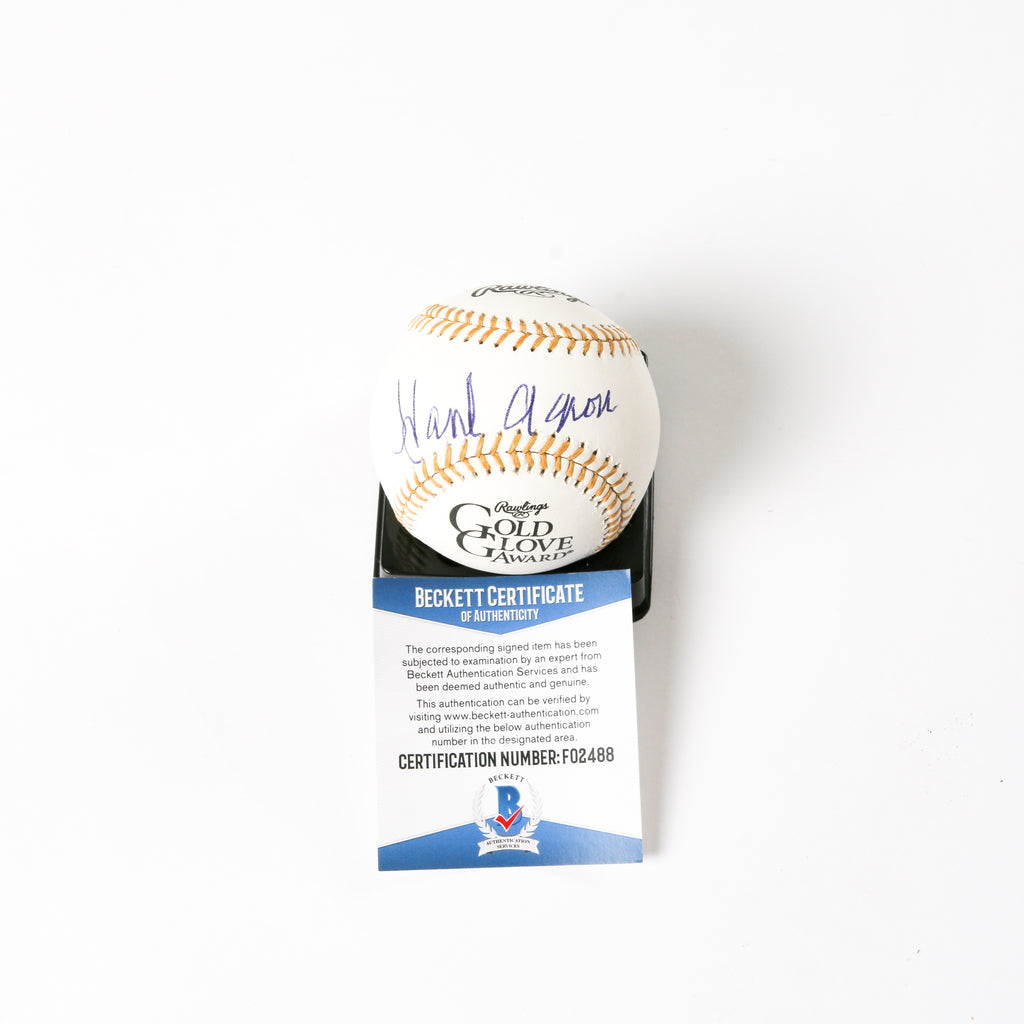 Rawlings
Hank Aaron
Rawlings
R
GOLD
GLOVE
AWARD®
BECKETT CERTIFICATE
OF AUTHENTICITY
The corresponding signed item has been
subjected to examination by an expert from
Beckett Authentication Services and has
been deemed authentic and genuine.
This authentication can be verified by
visiting www.beckett-authentication.com
and utilizing the below authentication
number in the designated area.
CERTIFICATION NUMBER: F02488
BECKETT
B
AUTHENTICATION
SERVICES